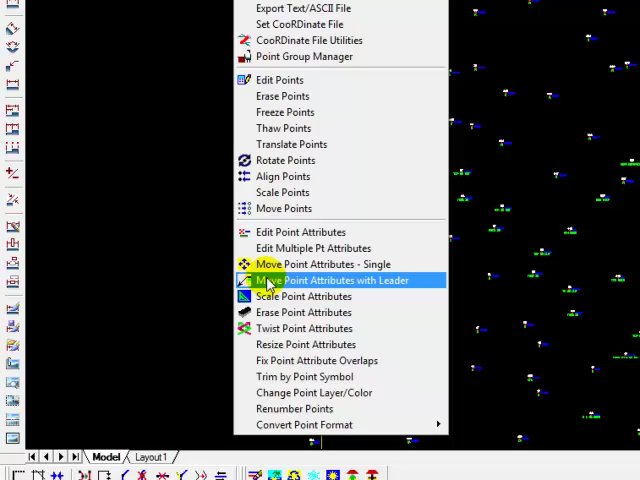 Export Text/ASCII File
Set CooRDinate File
CooRDinate File Utilities
Point Group Manager
Edit Points
Erase Points
Freeze Points
Thaw Points
Translate Points
Rotate Points
Align Points
Scale Points
Move Points
Edit Point Attributes
Edit Multiple Pt Attributes
Move Point Attributes - Single
Move Point Attributes with Leader
Scale Point Attributes
Erase Point Attributes
Twist Point Attributes
Resize Point Attributes
Fix Point Attribute Overlaps
Trim by Point Symbol
Change Point Layer/Color
Renumber Points
Convert Point Format
Model
Layout1